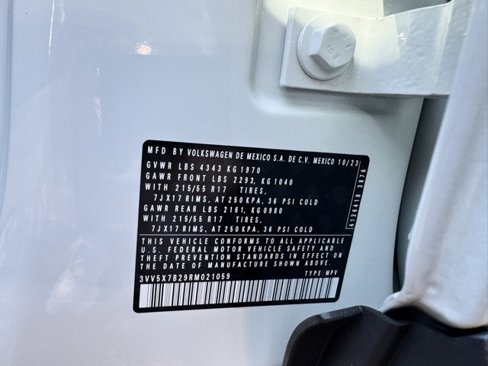 MFD BY VOLKSWAGEN DE MEXICO S.A. DE C.V. MEXICO 10/23
GVWR LBS 4343 KG 1970
GAWR FRONT LBS 2293, KG 1040
WITH 215/55 R17 TIRES,
7JX17 RIMS, AT 250 KPA, 36 PSI COLD
GAWR REAR LBS 2161, KG 0980
WITH 215/55 R17 TIRES,
7JX17 RIMS, AT 250 KPA, 36 PSI COLD
THIS VEHICLE CONFORMS TO ALL APPLICABLE
U.S. FEDERAL MOTOR VEHICLE SAFETY AND
THEFT PREVENTION STANDARDS IN EFFECT ON
THE DATE OF MANUFACTURE SHOWN ABOVE.
3VV5X7B29RM021059 TYPE: MPV
4120418 3876